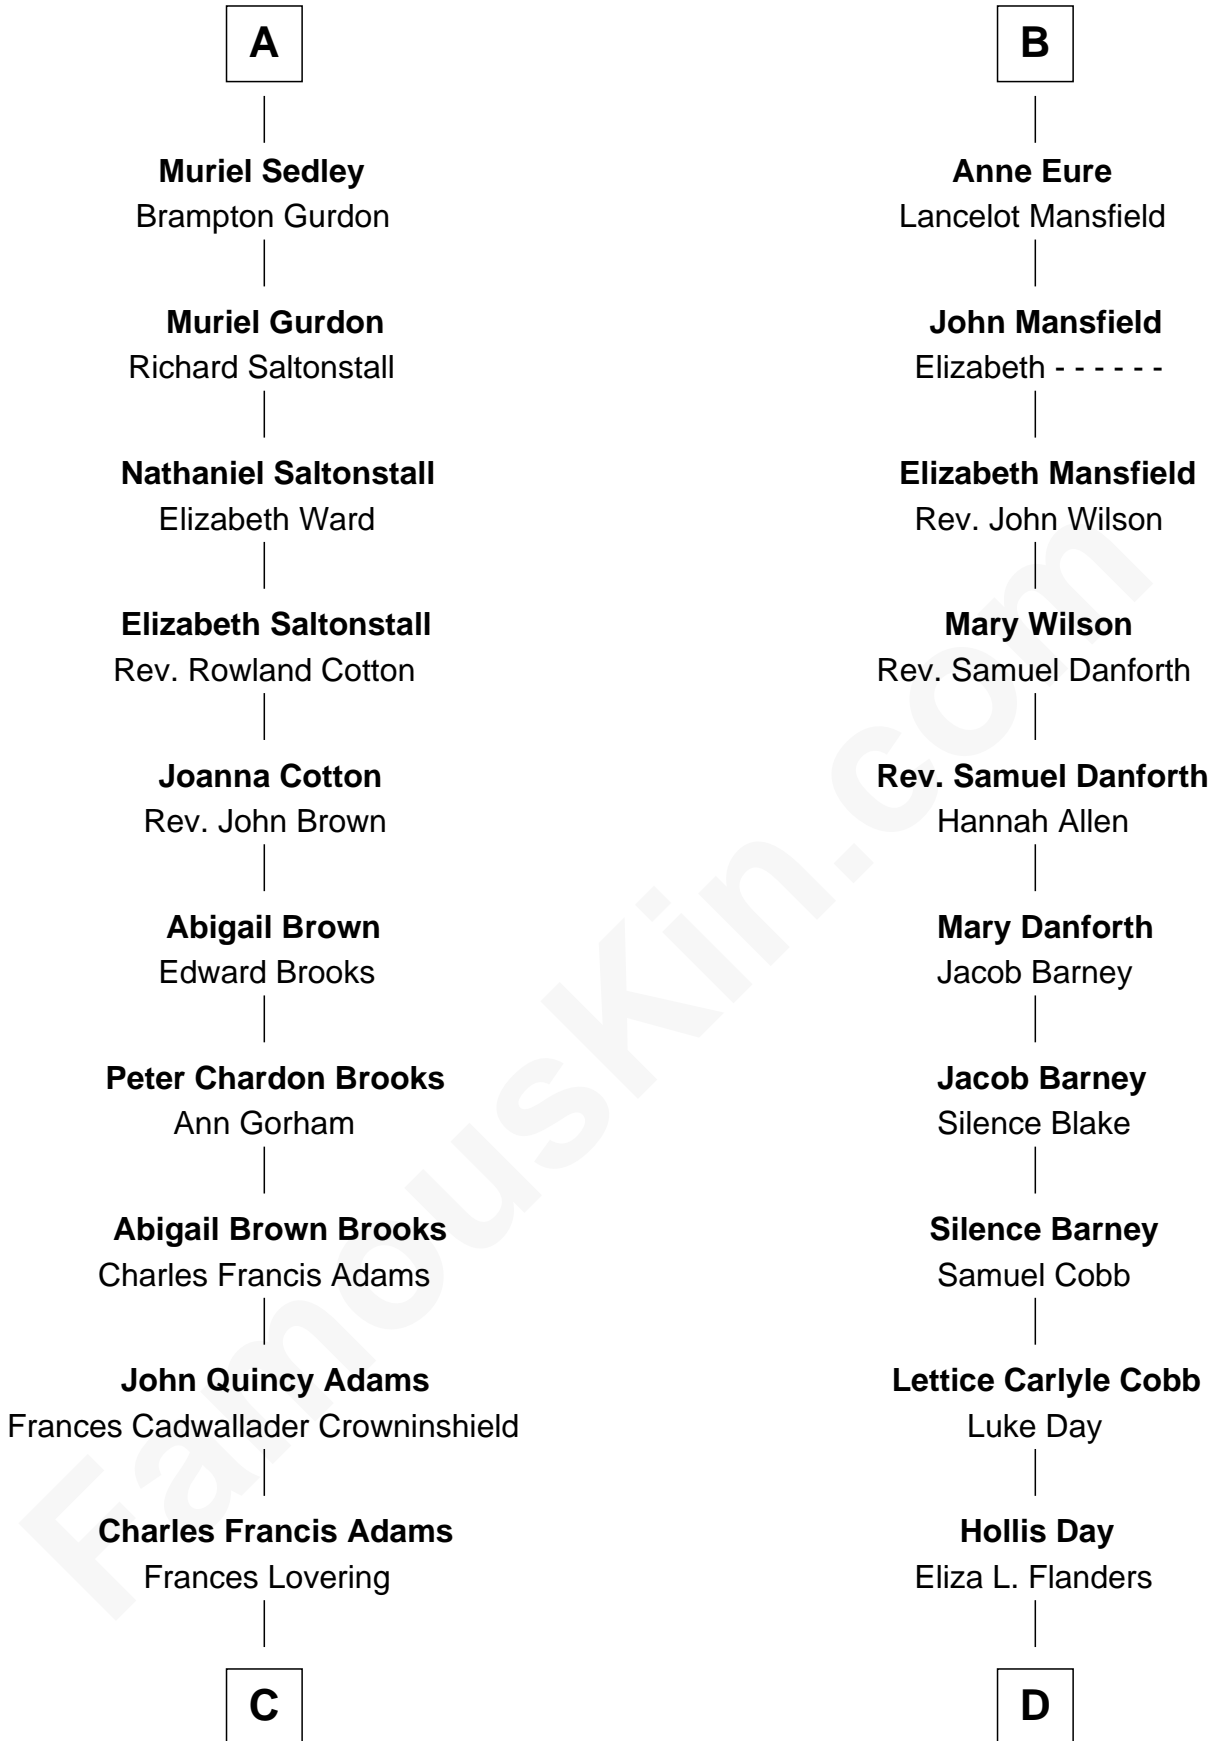 A
Muriel Sedley
Brampton Gurdon
Muriel Gurdon
Richard Saltonstall
Nathaniel Saltonstall
Elizabeth Ward
Elizabeth Saltonstall
Rev. Rowland Cotton
Joanna Cotton
Rev. John Brown
Abigail Brown
Edward Brooks
Peter Chardon Brooks
Ann Gorham
Abigail Brown Brooks
Charles Francis Adams
John Quincy Adams
Frances Cadwallader Crowninshield
Charles Francis Adams
Frances Lovering
C
B
Anne Eure
Lancelot Mansfield
John Mansfield
Elizabeth - - - - - -
Elizabeth Mansfield
Rev. John Wilson
Mary Wilson
Rev. Samuel Danforth
Rev. Samuel Danforth
Hannah Allen
Mary Danforth
Jacob Barney
Jacob Barney
Silence Blake
Silence Barney
Samuel Cobb
Lettice Carlyle Cobb
Luke Day
Hollis Day
Eliza L. Flanders
D
FamousKin.com